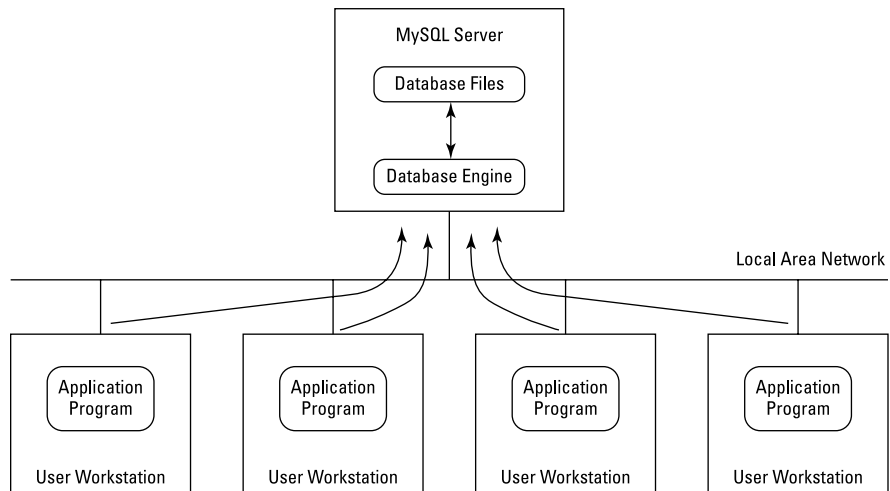 MySQL Server
Database Files
Database Engine
Local Area Network
Application
Program
User Workstation
Application
Program
User Workstation
Application
Program
User Workstation
Application
Program
User Workstation